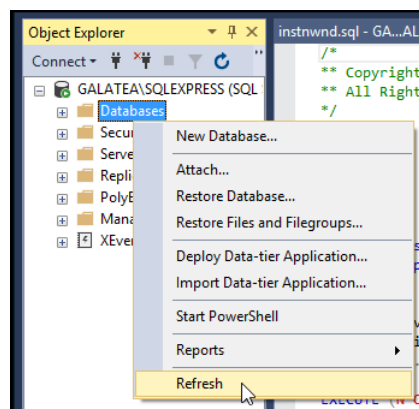 Object Explorer
instnwnd.sql - GA...AL
Connect
GALATEA\SQLEXPRESS (SQL
Databases
Secur
Serve
Repli
PolyB
Mana
XEve
New Database...
Attach...
Restore Database...
Restore Files and Filegroups...
Deploy Data-tier Application...
Import Data-tier Application...
Start PowerShell
Reports
Refresh
/*
** Copyright
** All Right
*/
EXECUTE (N'